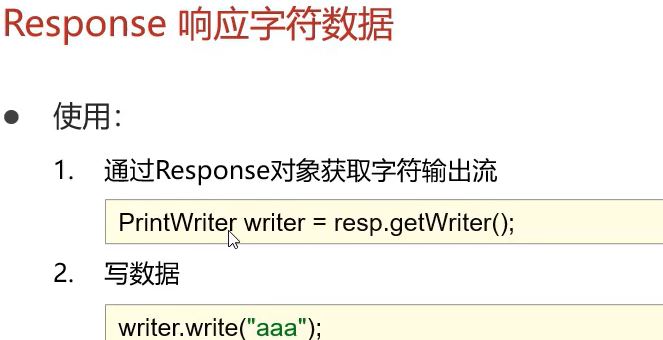 Response 响应字符数据
● 使用：
1. 通过Response对象获取字符输出流
PrintWriter writer = resp.getWriter();
2. 写数据
writer.write("aaa");